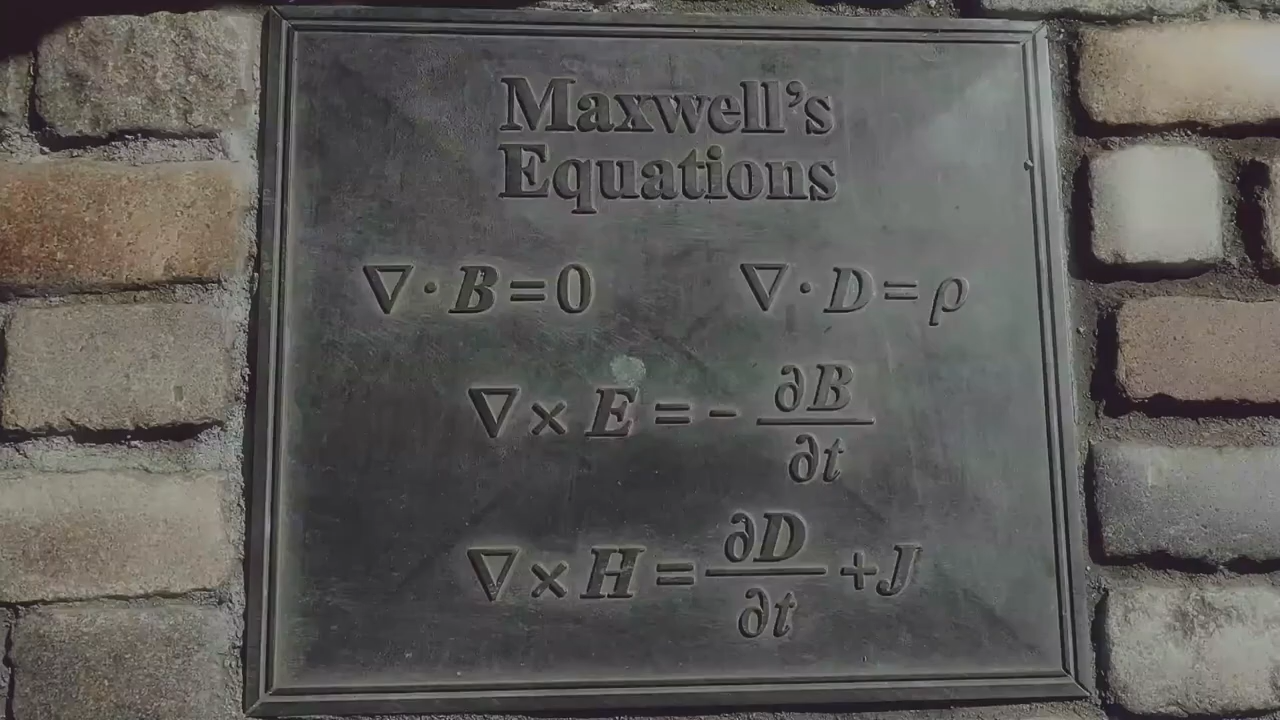 Maxwell's
Equations
∇·B=0 ∇·D=ρ
∇×E=-∂B/∂t
∇×H=∂D/∂t+J